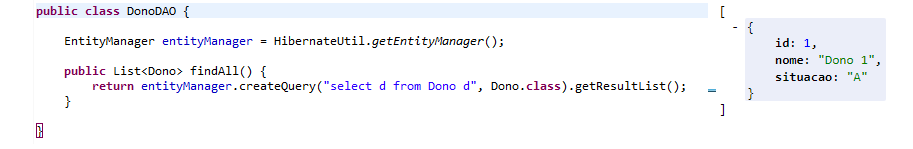 public class DonoDAO {
EntityManager entityManager = HibernateUtil.getEntityManager();
public List<Dono> findAll() {
return entityManager.createQuery("select d from Dono d", Dono.class).getResultList();
}
}
[
- {
id: 1,
nome: "Dono 1",
situacao: "A"
}
]